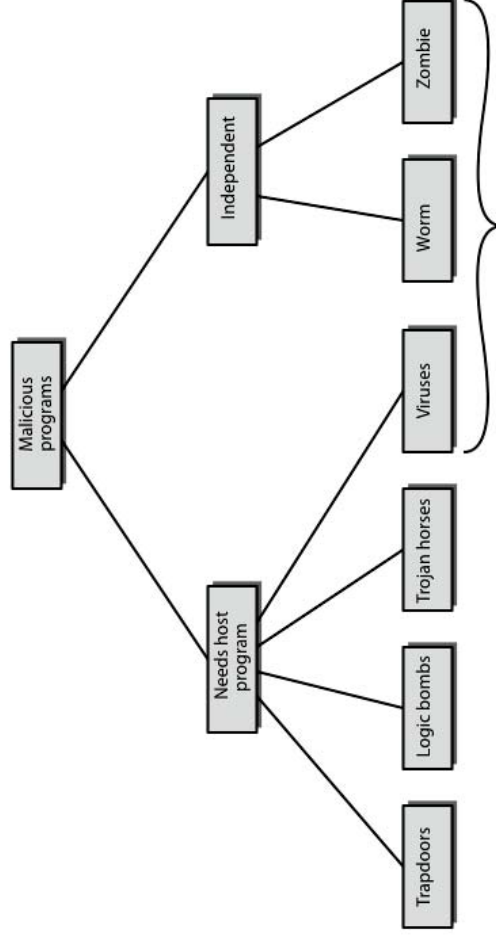 Malicious
programs
Needs host
program
Independent
Trapdoors
Logic bombs
Trojan horses
Viruses
Worm
Zombie